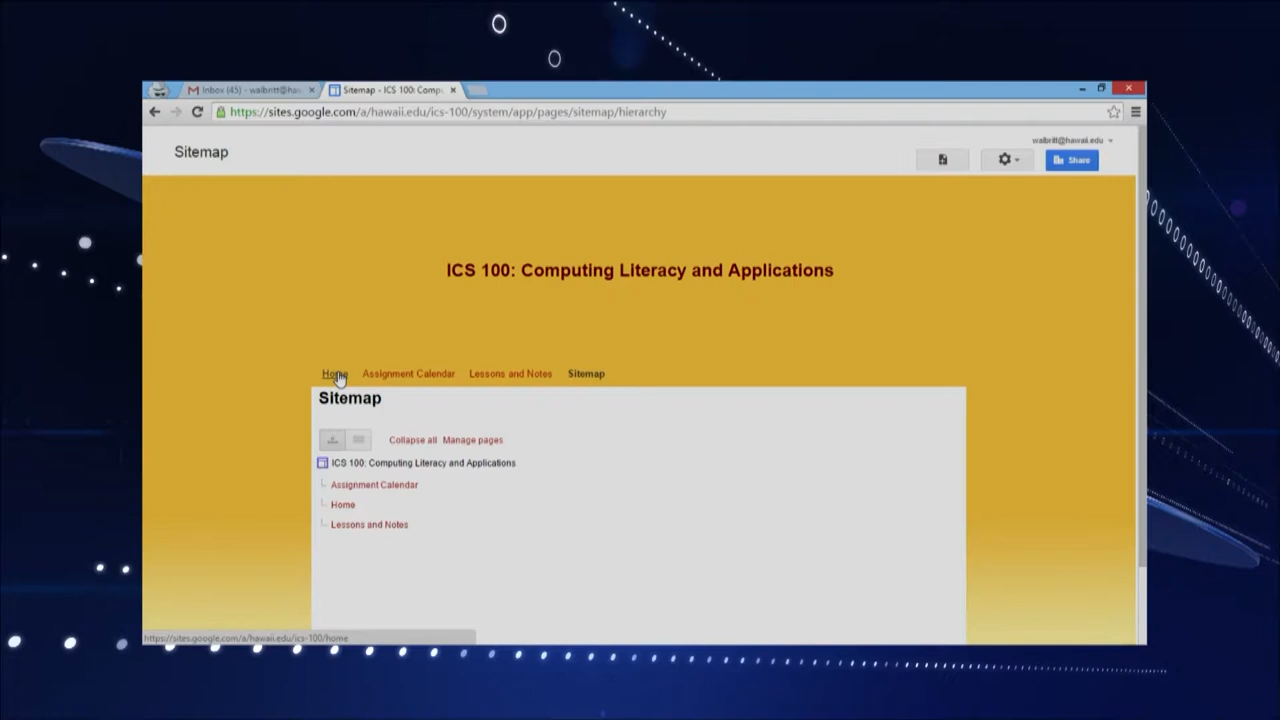 Inbox (45) - walbritt@hav
Sitemap - ICS 100: Compu
https://sites.google.com/a/hawaii.edu/ics-100/system/app/pages/sitemap/hierarchy
walbritt@hawaii.edu
Sitemap
Share
ICS 100: Computing Literacy and Applications
Home Assignment Calendar Lessons and Notes Sitemap
Sitemap
Collapse all Manage pages
ICS 100: Computing Literacy and Applications
Assignment Calendar
Home
Lessons and Notes
https://sites.google.com/a/hawaii.edu/ics-100/home